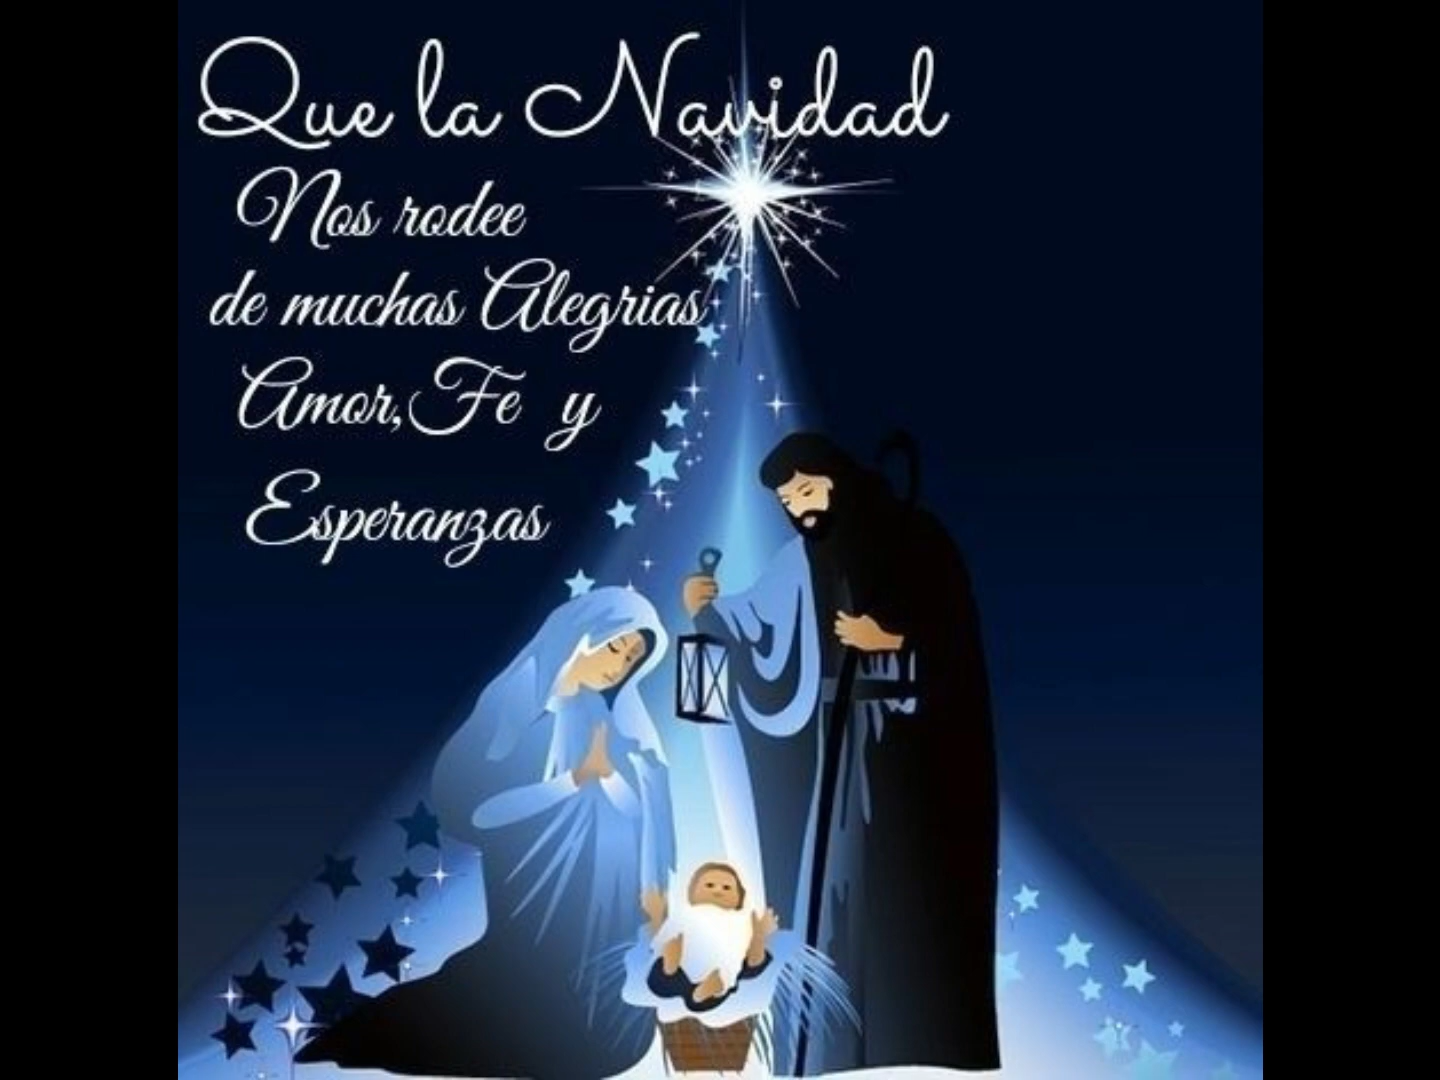 Que la Navidad
Nos rodee
de muchas Alegrias
Amor, Fe y
Esperanzas